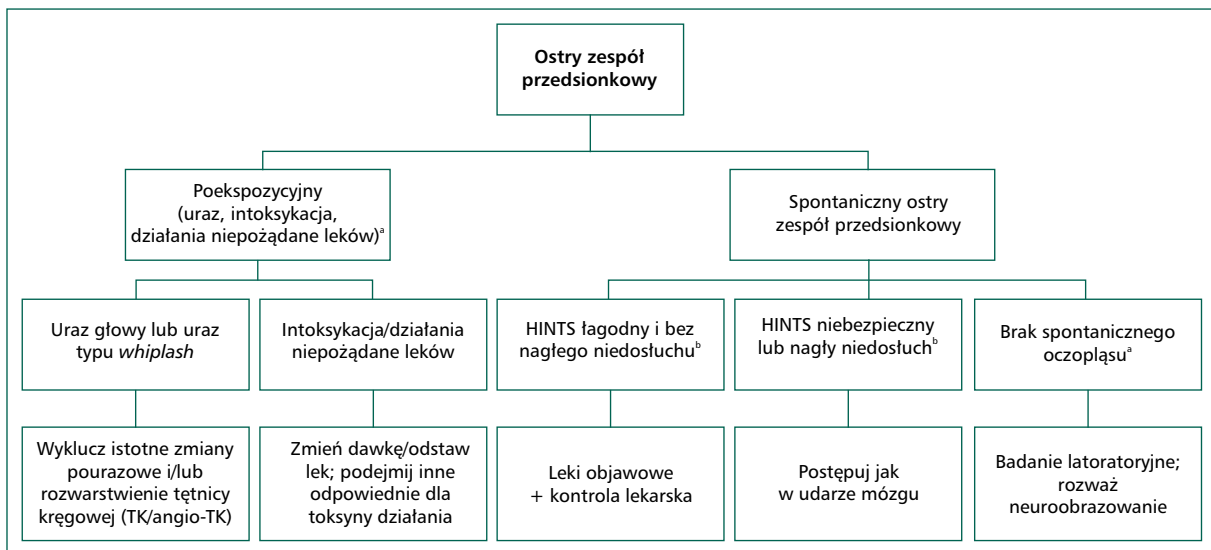 Ostry zespół
przedsionkowy
Poekspozycyjny
(uraz, intoksykacja,
działania niepożądane leków)ᵃ
Spontaniczny ostry
zespół przedsionkowy
Uraz głowy lub uraz
typu whiplash
Intoksykacja/działania
niepożądane leków
HINTS łagodny i bez
nagłego niedosłuchuᵇ
HINTS niebezpieczny
lub nagły niedosłuchᵇ
Brak spontanicznego
oczopląsuᵃ
Wyklucz istotne zmiany
pourazowe i/lub
rozwarstwienie tętnicy
kręgowej (TK/angio-TK)
Zmień dawkę/odstaw
lek; podejmij inne
odpowiednie dla
toksyny działania
Leki objawowe
+ kontrola lekarska
Postępuj jak
w udarze mózgu
Badanie latoratoryjne;
rozważ
neuroobrazowanie